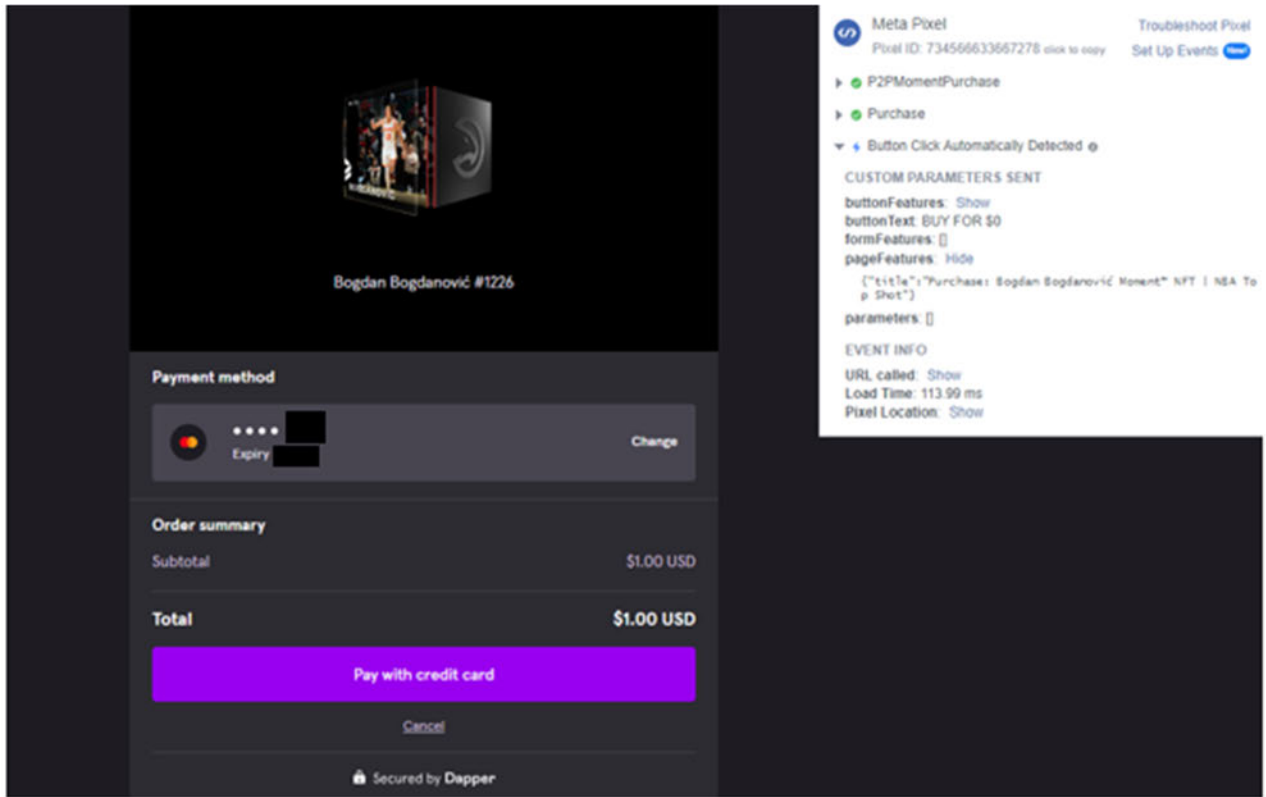 BOGDANOVIĆ
Bogdan Bogdanović #1226
Payment method
Expiry
Change
Order summary
Subtotal $1.00 USD
Total $1.00 USD
Pay with credit card
Cancel
Secured by Dapper
Meta Pixel
Troubleshoot Pixel
Pixel ID: 734566633667278 click to copy
Set Up Events New!
P2PMomentPurchase
Purchase
Button Click Automatically Detected
CUSTOM PARAMETERS SENT
buttonFeatures: Show
buttonText: BUY FOR $0
formFeatures: []
pageFeatures: Hide
{"title":"Purchase: Bogdan Bogdanović Moment™ NFT | NBA To
p Shot"}
parameters: []
EVENT INFO
URL called: Show
Load Time: 113.99 ms
Pixel Location: Show